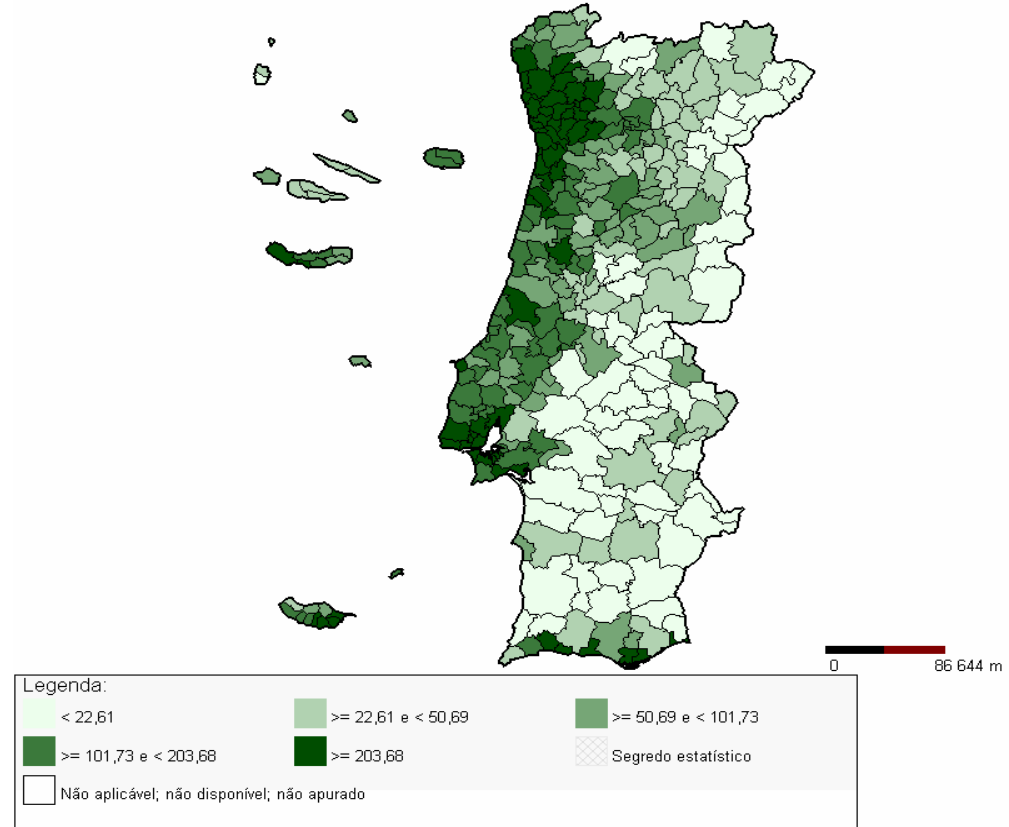 0 86 644 m
Legenda:
< 22,61 >= 22,61 e < 50,69 >= 50,69 e < 101,73
>= 101,73 e < 203,68 >= 203,68 Segredo estatístico
Não aplicável; não disponível; não apurado